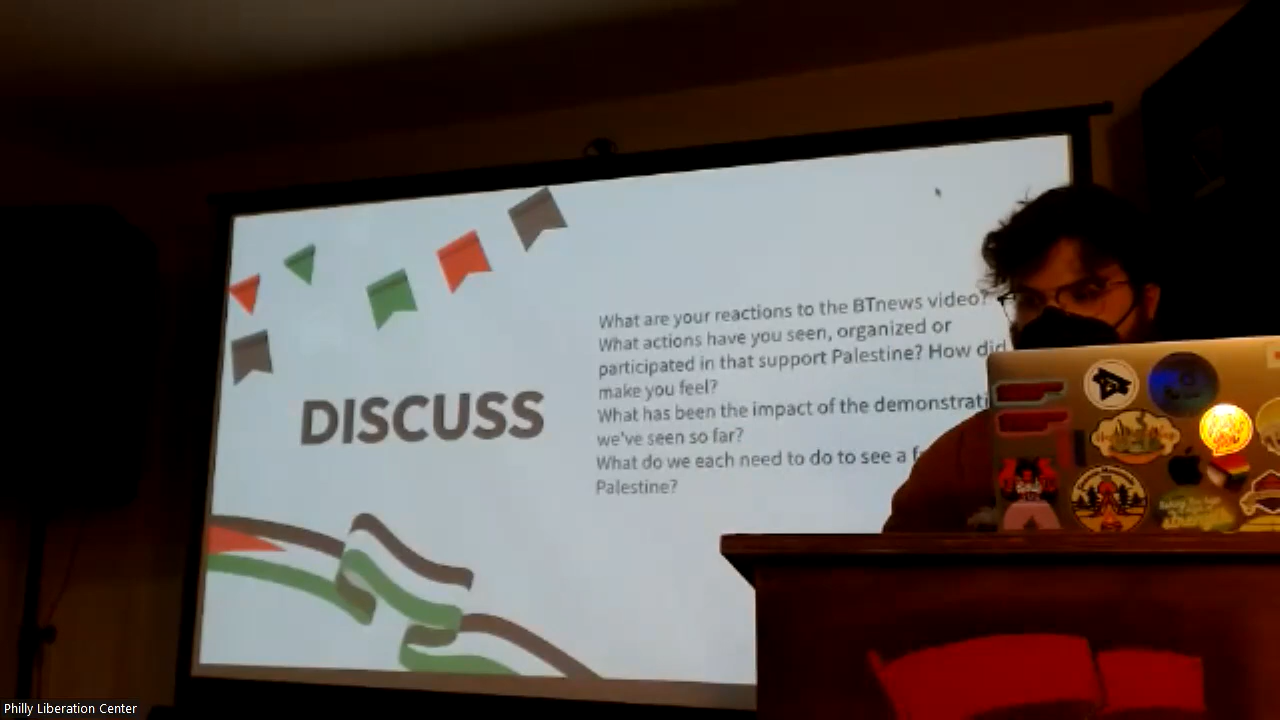 DISCUSS
What are your reactions to the BTnews video?
What actions have you seen, organized or
participated in that support Palestine? How did
make you feel?
What has been the impact of the
we've seen so far?
What do we each need to do to see a
Palestine?
Philly Liberation Center